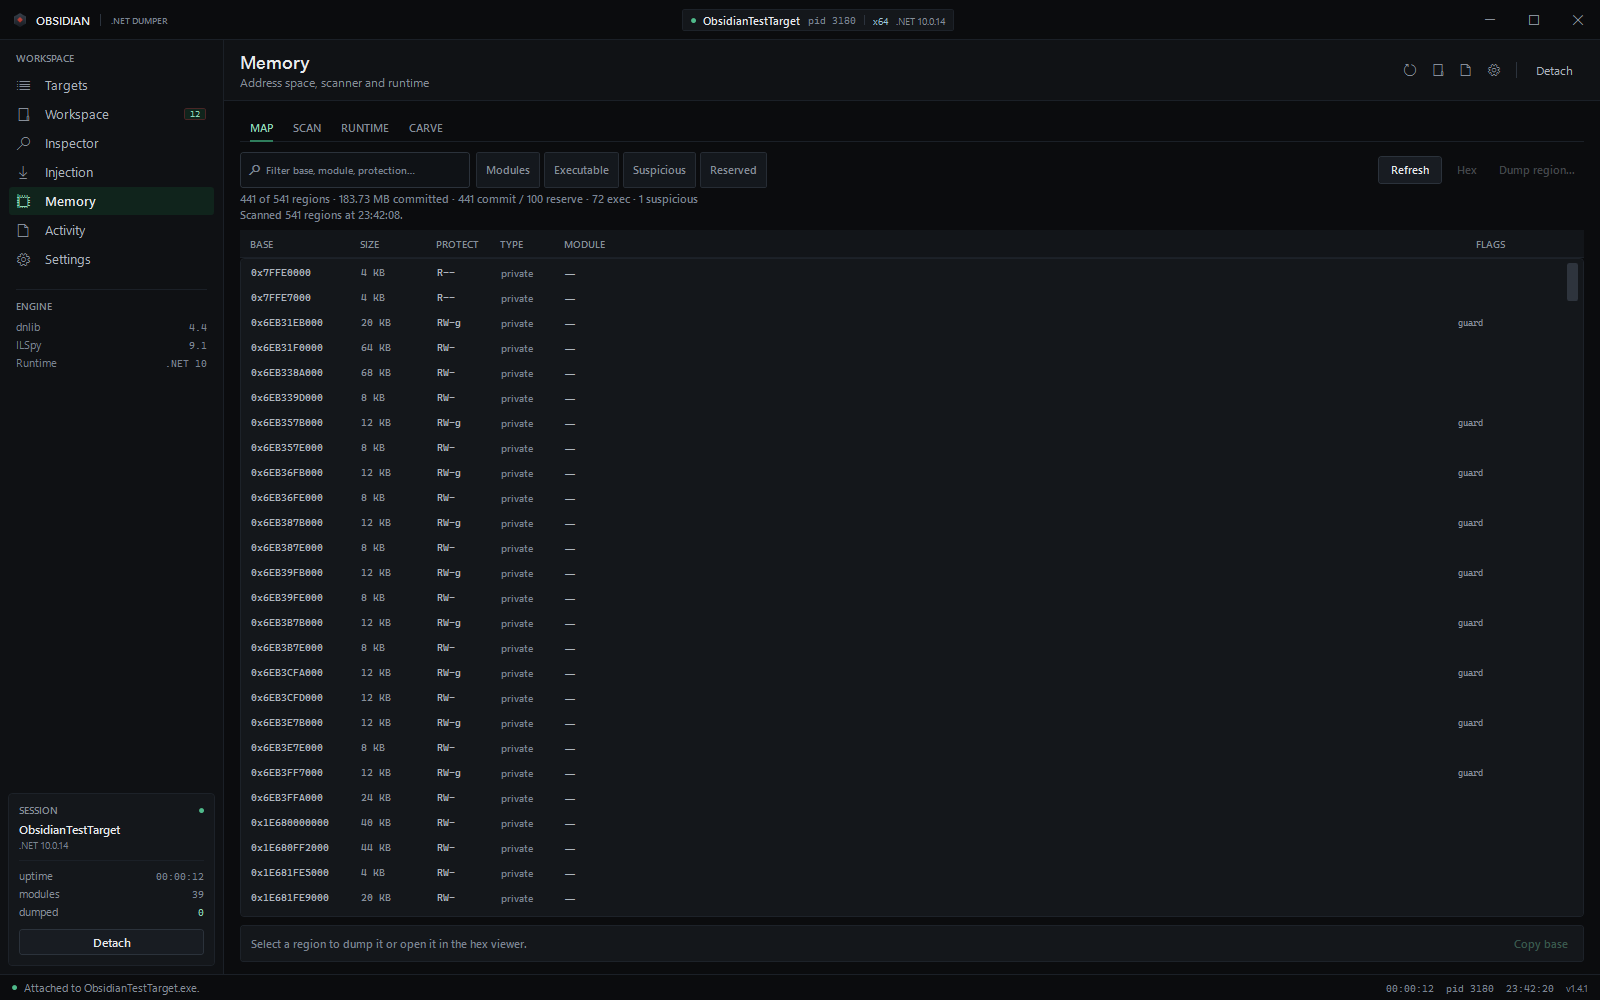 OBSIDIAN .NET DUMPER
ObsidianTestTarget pid 3180 x64 .NET 10.0.14
WORKSPACE
Targets
Workspace 12
Inspector
Injection
Memory
Activity
Settings
ENGINE
dnlib 4.4
ILSpy 9.1
Runtime .NET 10
SESSION
ObsidianTestTarget
.NET 10.0.14
uptime 00:00:12
modules 39
dumped 0
Detach
Memory
Address space, scanner and runtime
Detach
MAP SCAN RUNTIME CARVE
Filter base, module, protection... Modules Executable Suspicious Reserved Refresh Hex Dump region...
441 of 541 regions · 183.73 MB committed · 441 commit / 100 reserve · 72 exec · 1 suspicious
Scanned 541 regions at 23:42:08.
BASE SIZE PROTECT TYPE MODULE FLAGS
0x7FFE0000 4 KB R-- private —
0x7FFE7000 4 KB R-- private —
0x6EB31EB000 20 KB RW-g private — guard
0x6EB31F0000 64 KB RW- private —
0x6EB338A000 68 KB RW- private —
0x6EB339D000 8 KB RW- private —
0x6EB357B000 12 KB RW-g private — guard
0x6EB357E000 8 KB RW- private —
0x6EB36FB000 12 KB RW-g private — guard
0x6EB36FE000 8 KB RW- private —
0x6EB387B000 12 KB RW-g private — guard
0x6EB387E000 8 KB RW- private —
0x6EB39FB000 12 KB RW-g private — guard
0x6EB39FE000 8 KB RW- private —
0x6EB3B7B000 12 KB RW-g private — guard
0x6EB3B7E000 8 KB RW- private —
0x6EB3CFA000 12 KB RW-g private — guard
0x6EB3CFD000 12 KB RW- private —
0x6EB3E7B000 12 KB RW-g private — guard
0x6EB3E7E000 8 KB RW- private —
0x6EB3FF7000 12 KB RW-g private — guard
0x6EB3FFA000 24 KB RW- private —
0x1E680000000 40 KB RW- private —
0x1E680FF2000 44 KB RW- private —
0x1E681FE5000 4 KB RW- private —
0x1E681FE9000 20 KB RW- private —
Select a region to dump it or open it in the hex viewer. Copy base
Attached to ObsidianTestTarget.exe. 00:00:12 pid 3180 23:42:20 v1.4.1